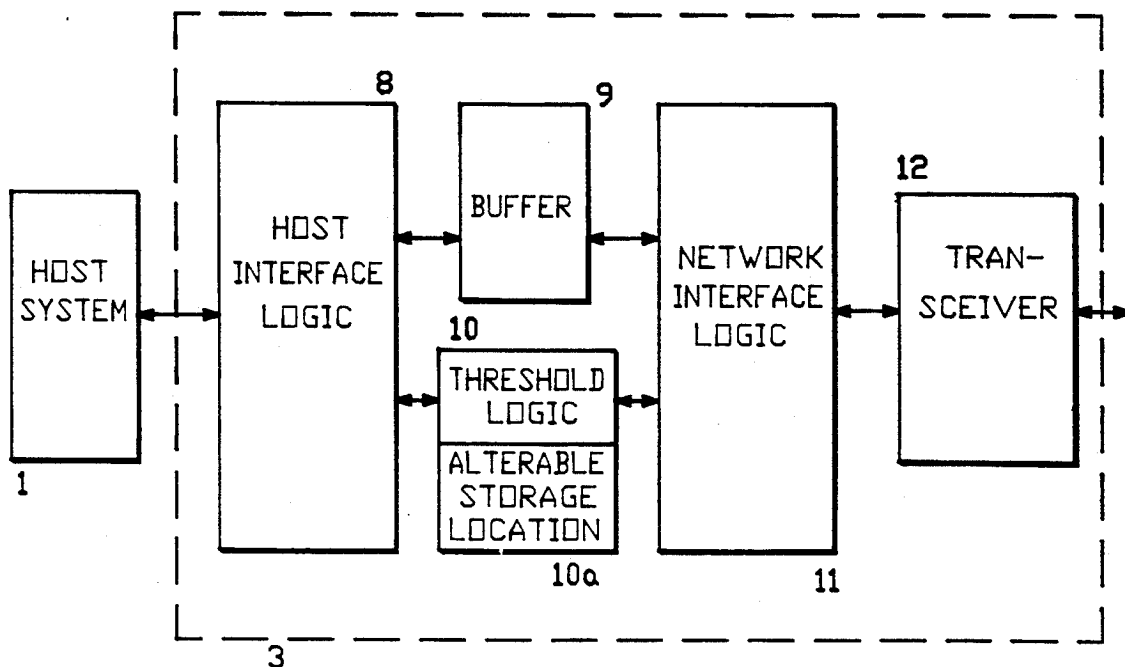 8
9
12
HOST
SYSTEM
1
HOST
INTERFACE
LOGIC
BUFFER
10
THRESHOLD
LOGIC
ALTERABLE
STORAGE
LOCATION
10a
NETWORK
INTERFACE
LOGIC
11
TRAN-
SCEIVER
3